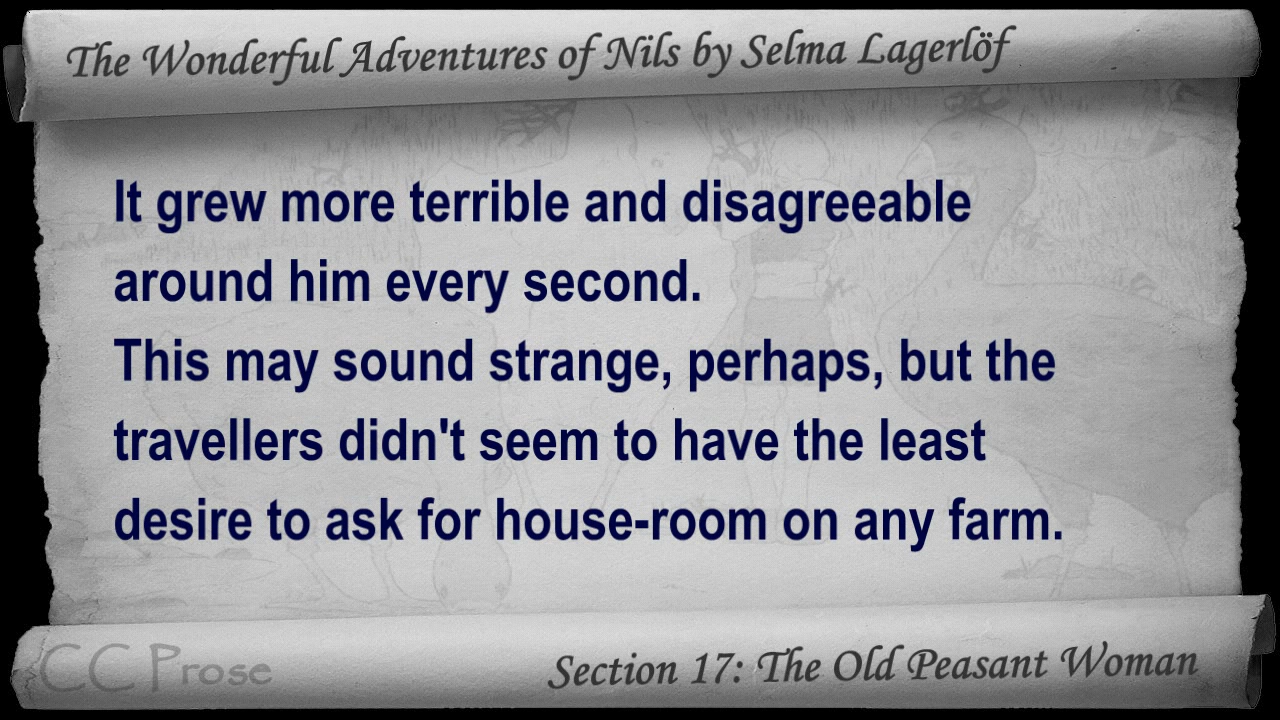 The Wonderful Adventures of Nils by Selma Lagerlöf
It grew more terrible and disagreeable
around him every second.
This may sound strange, perhaps, but the
travellers didn't seem to have the least
desire to ask for house-room on any farm.
CC Prose
Section 17: The Old Peasant Woman